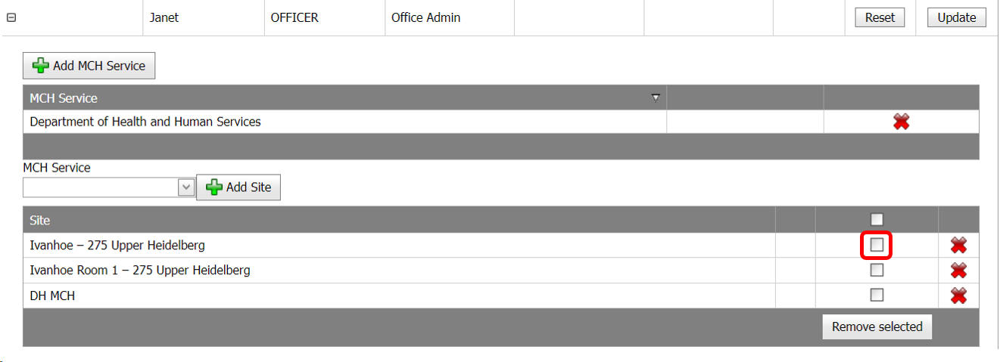 Janet OFFICER Office Admin Reset Update
Add MCH Service
MCH Service
Department of Health and Human Services
MCH Service
Add Site
Site
Ivanhoe – 275 Upper Heidelberg
Ivanhoe Room 1 – 275 Upper Heidelberg
DH MCH
Remove selected